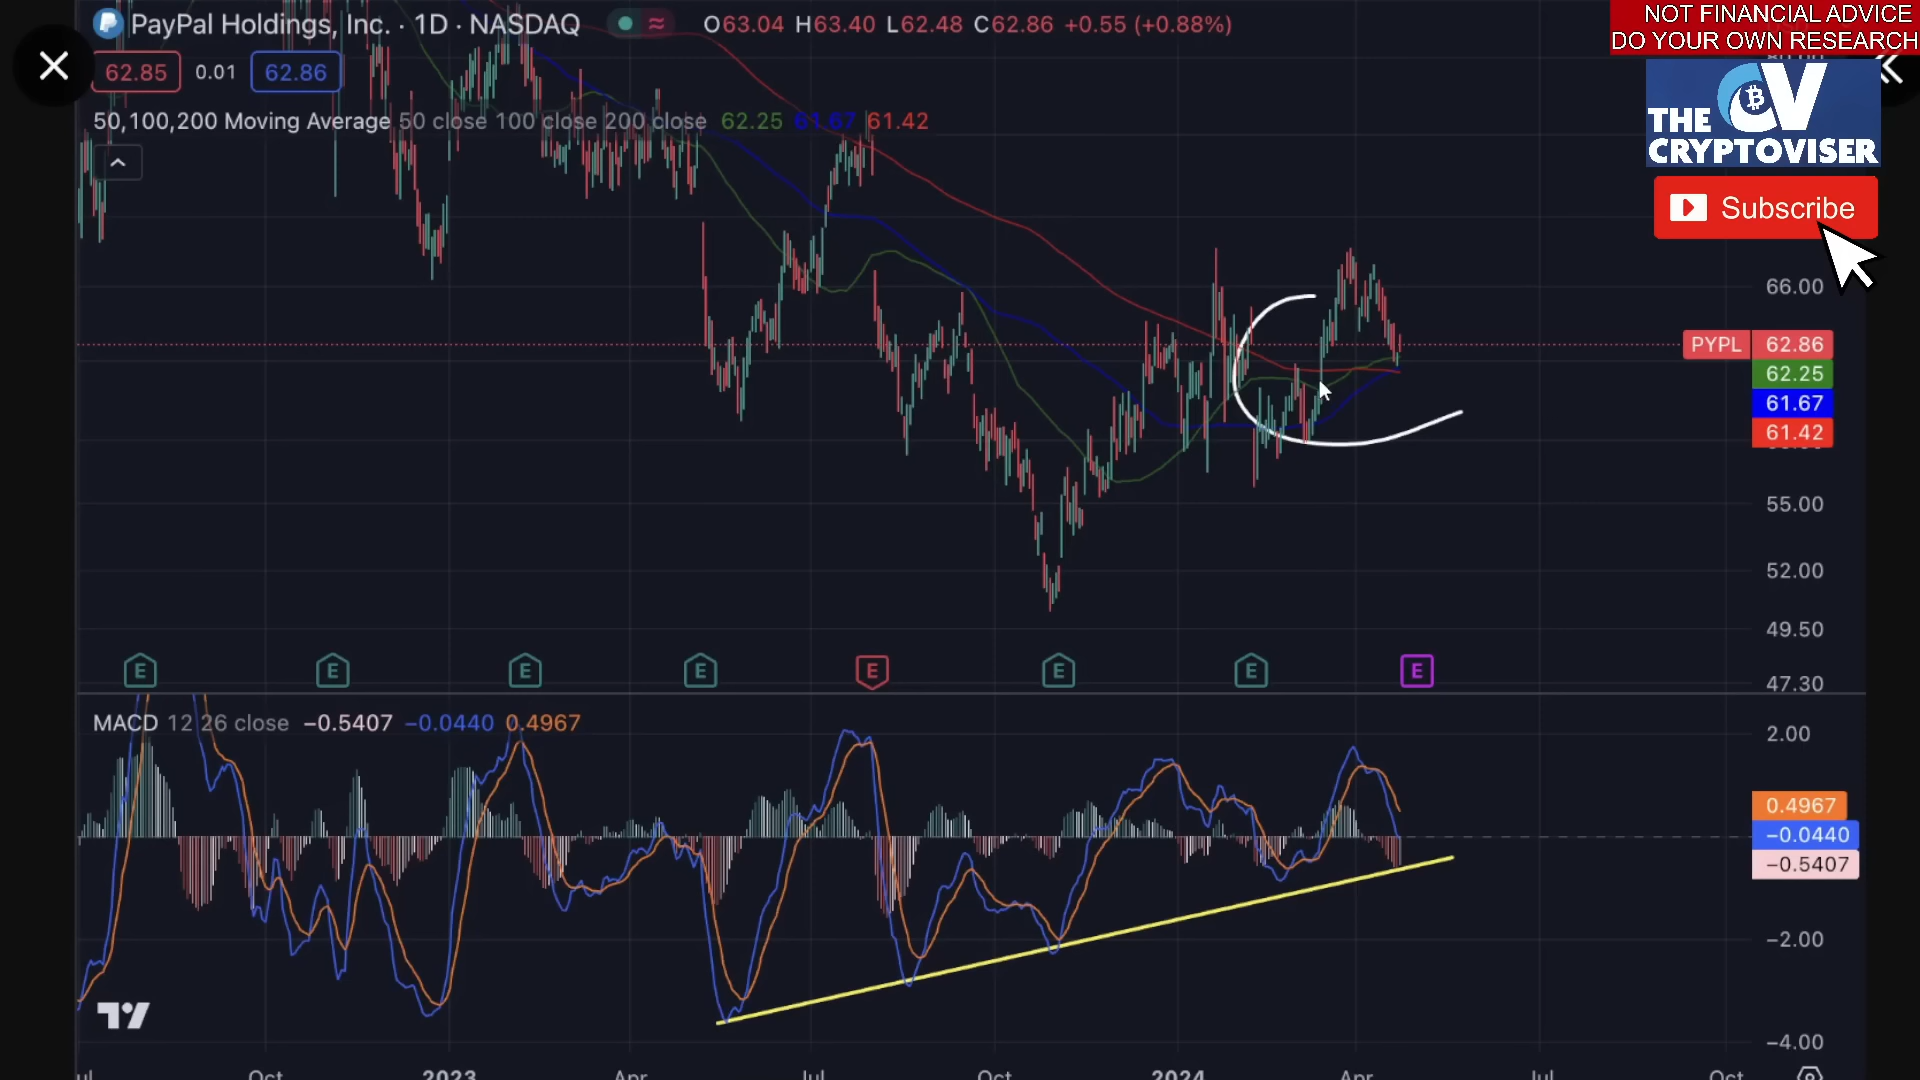 PayPal Holdings, Inc. · 1D · NASDAQ
O63.04 H63.40 L62.48 C62.86 +0.55 (+0.88%)
NOT FINANCIAL ADVICE
DO YOUR OWN RESEARCH
62.85 0.01 62.86
50,100,200 Moving Average 50 close 100 close 200 close 62.25 61.67 61.42
THE CV
CRYPTOVISER
Subscribe
66.00
PYPL 62.86
62.25
61.67
61.42
55.00
52.00
49.50
E E E E E E E E
47.30
MACD 12 26 close −0.5407 −0.0440 0.4967
2.00
0.4967
−0.0440
−0.5407
−2.00
−4.00
Oct 2023 Apr Jul Oct 2024 Apr Jul Oct